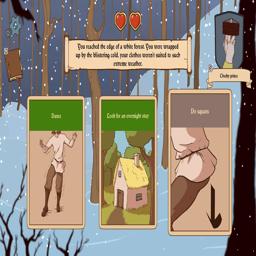 You reached the edge of a white forest. You were wrapped
up by the blistering cold, your clothes weren't suited to such
extreme weather.
Cheeky prince
Dance
Look for an overnight stay
Do squats